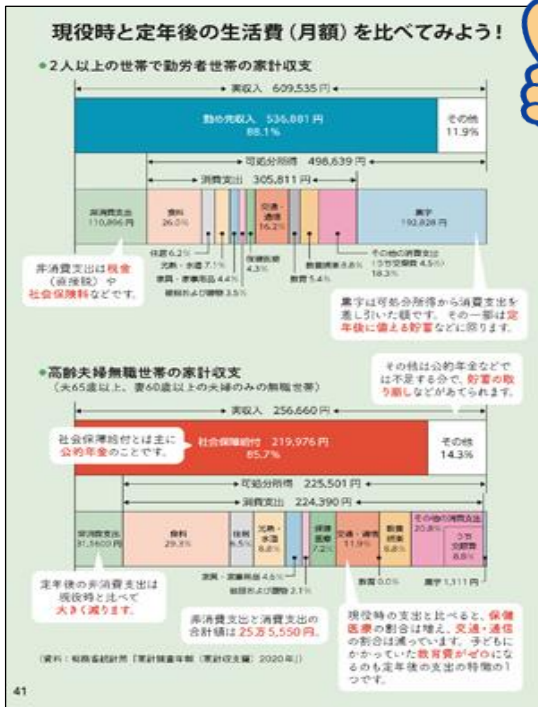 現役時と定年後の生活費(月額)を比べてみよう!
●2人以上の世帯で勤労者世帯の家計収支
実収入 609,535円
勤め先収入 536,881円
88.1%
その他
11.9%
可処分所得 498,639円
消費支出 305,811円
非消費支出
110,896円
食料
26.0%
交通・
通信
16.2%
黒字
192,828円
住居 6.2%
光熱・水道 7.1%
家具・家事用品 4.4%
被服および履物 3.5%
保健医療
4.3%
教育 5.4%
教養娯楽 8.8%
その他の消費支出
(うち交際費 4.5%)
18.3%
非消費支出は税金
(直接税)や
社会保険料などです。
黒字は可処分所得から消費支出を
差し引いた額です。その一部は定
年後に備える貯蓄などに回ります。
●高齢夫婦無職世帯の家計収支
(夫65歳以上、妻60歳以上の夫婦のみの無職世帯)
その他は公的年金などで
は不足する分で、貯蓄の取
り崩しなどがあてられます。
実収入 256,660円
社会保障給付とは主に
公的年金のことです。
社会保障給付 219,976円
85.7%
その他
14.3%
可処分所得 225,501円
消費支出 224,390円
非消費支出
31,5600円
食料
29.3%
住居
6.5%
光熱・
水道
8.8%
保健
医療
7.2%
交通・通信
11.9%
教養
娯楽
8.8%
その他の消費支出
20.8%
うち
交際費
8.8%
家具・家事用品 4.6%
被服および履物 2.1%
教育 0.0%
黒字 1,111円
定年後の非消費支出は
現役時と比べて
大きく減ります。
非消費支出と消費支出の
合計値は25万5,550円。
現役時の支出と比べると、保健
医療の割合は増え、交通・通信
の割合は減っています。子どもに
かかっていた教育費がゼロにな
るのも定年後の支出の特徴の1
つです。
(資料:総務省統計局「家計調査年報(家計収支編)2020年」)
41